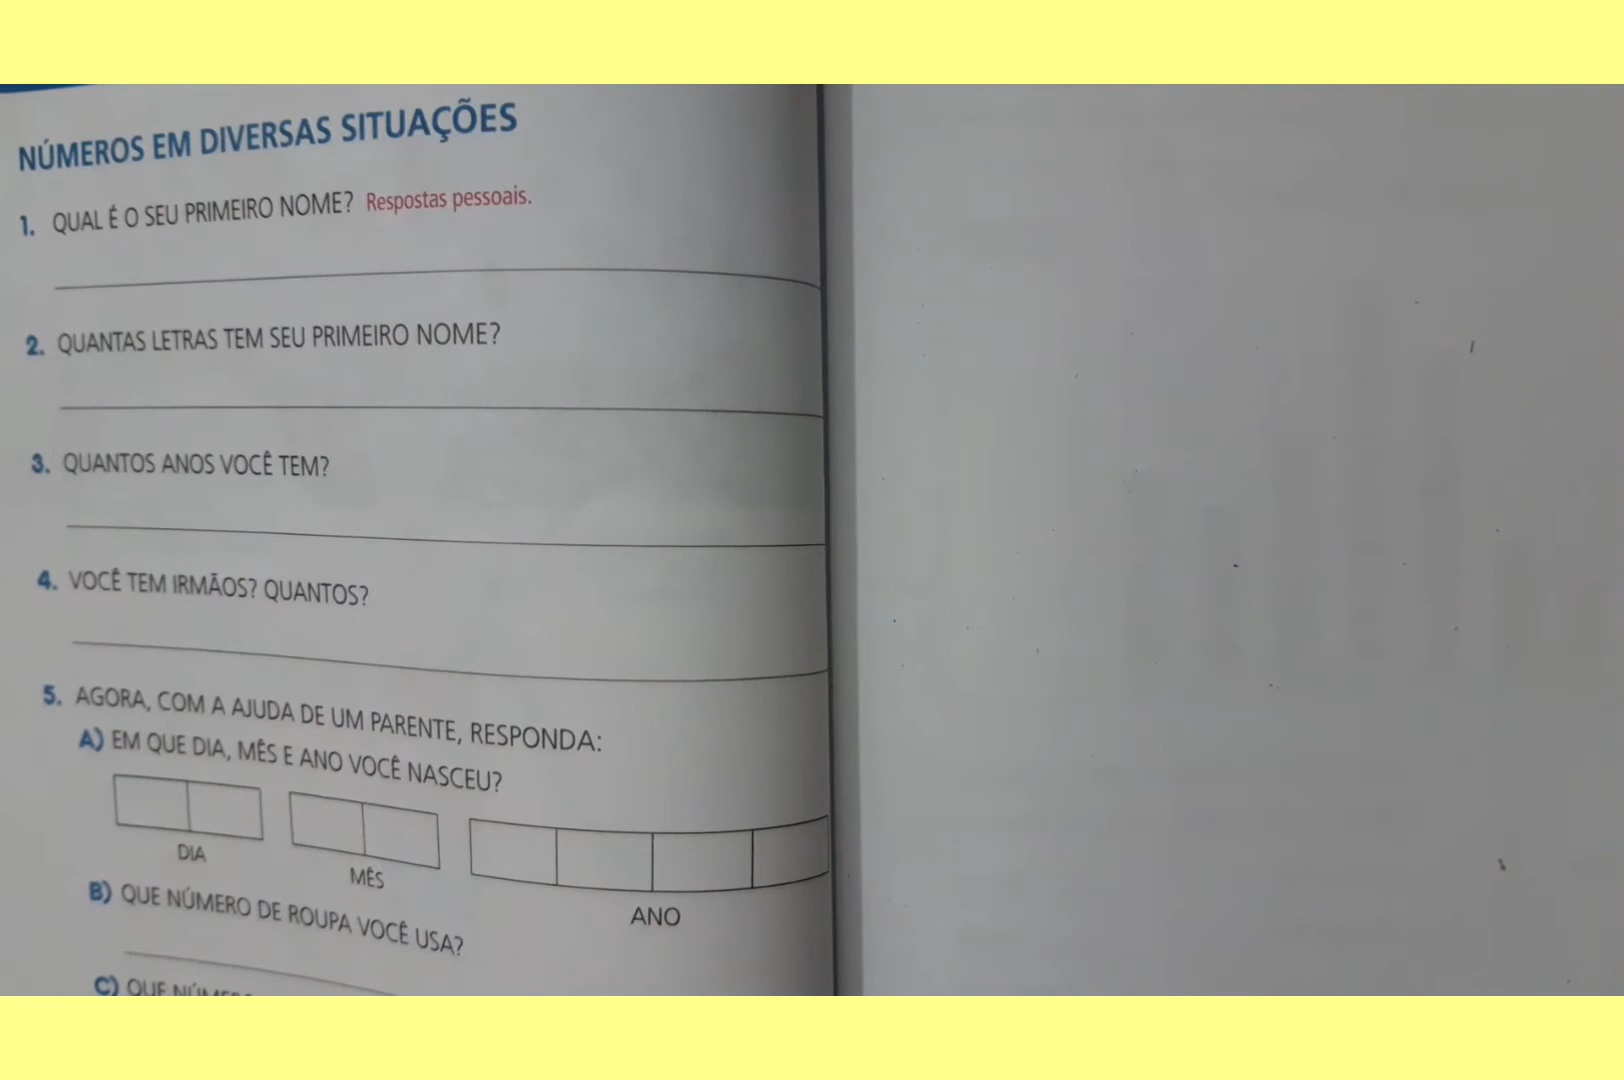 NÚMEROS EM DIVERSAS SITUAÇÕES
1. QUAL É O SEU PRIMEIRO NOME? Respostas pessoais.
2. QUANTAS LETRAS TEM SEU PRIMEIRO NOME?
3. QUANTOS ANOS VOCÊ TEM?
4. VOCÊ TEM IRMÃOS? QUANTOS?
5. AGORA, COM A AJUDA DE UM PARENTE, RESPONDA:
A) EM QUE DIA, MÊS E ANO VOCÊ NASCEU?
DIA
MÊS
ANO
B) QUE NÚMERO DE ROUPA VOCÊ USA?
C) QUE